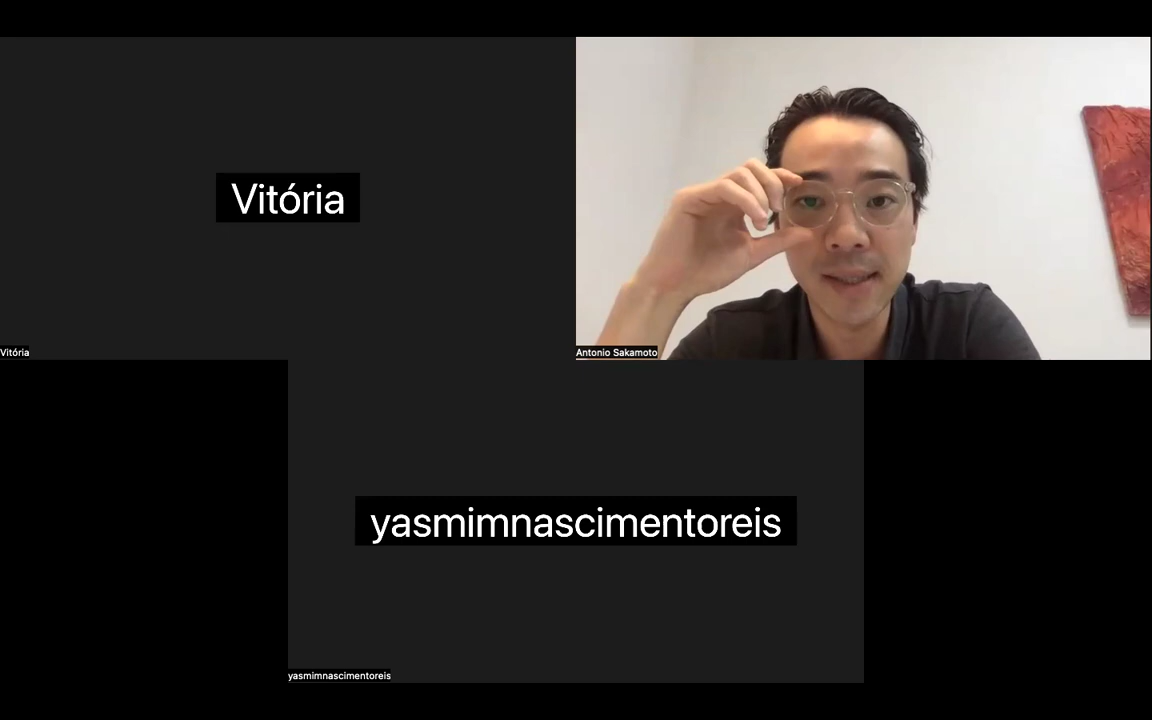 Vitória
Vitória
Antonio Sakamoto
yasmimnascimentoreis
yasmimnascimentoreis